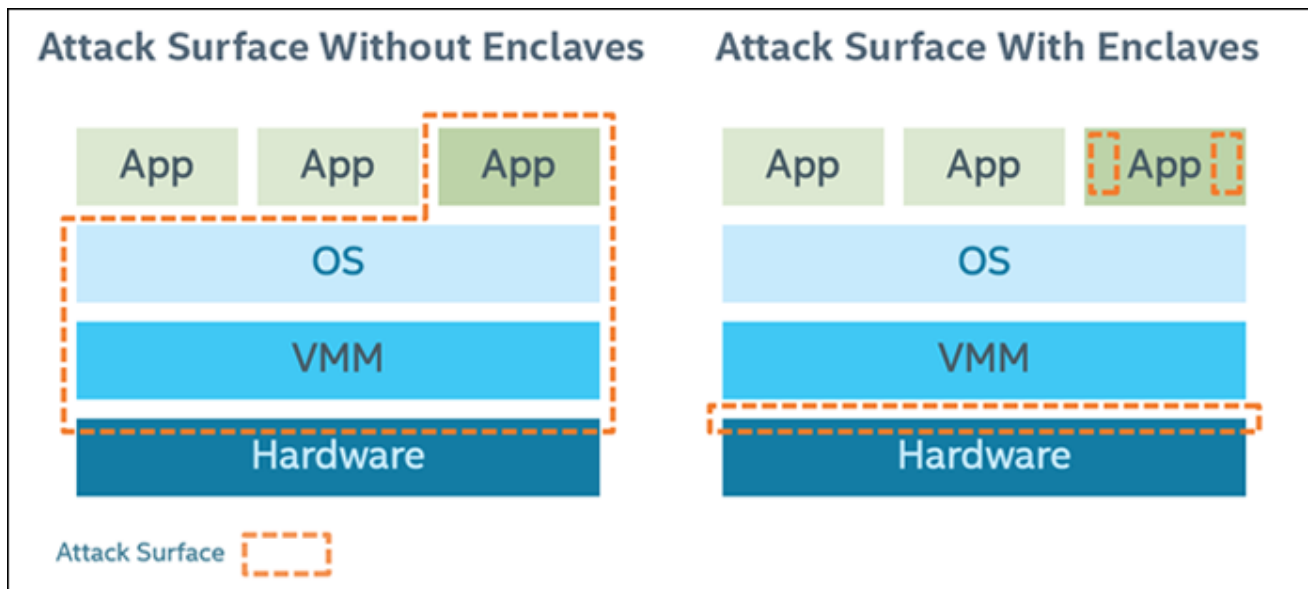 Attack Surface Without Enclaves
App App App
OS
VMM
Hardware
Attack Surface With Enclaves
App App App
OS
VMM
Hardware
Attack Surface